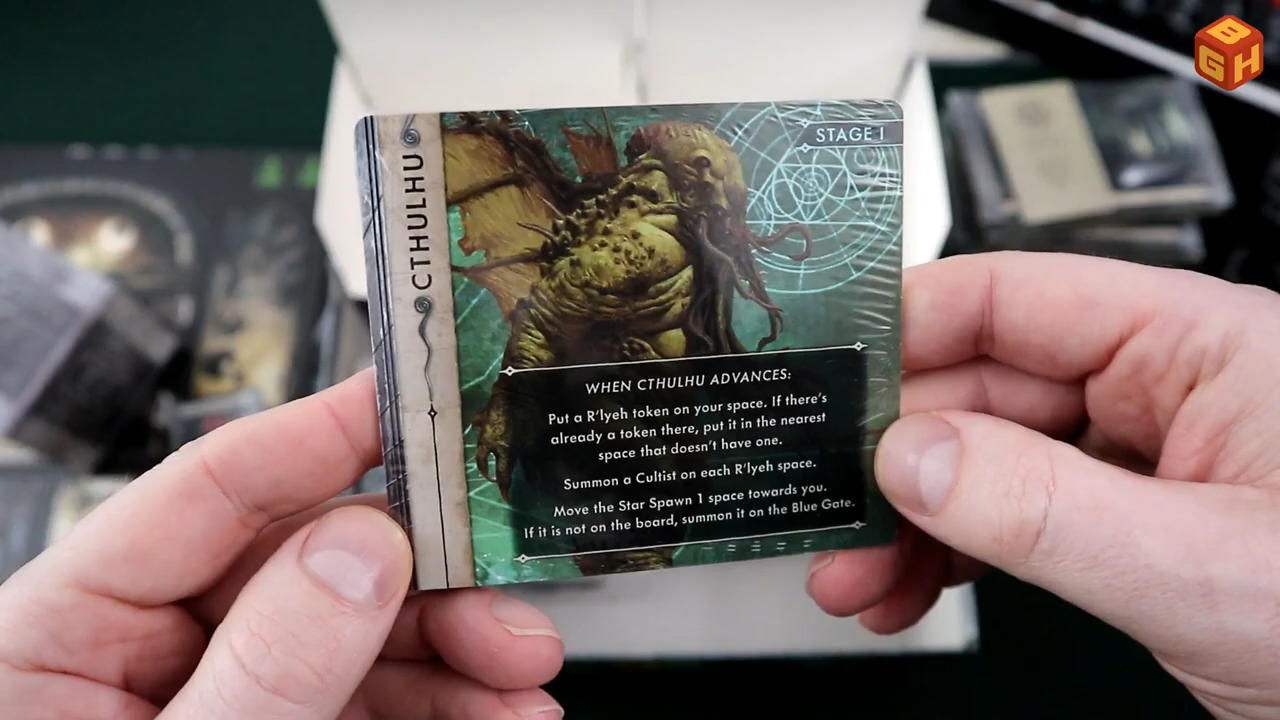 BGH
STAGE I
CTHULHU
WHEN CTHULHU ADVANCES:
Put a R'lyeh token on your space. If there's
already a token there, put it in the nearest
space that doesn't have one.
Summon a Cultist on each R'lyeh space.
Move the Star Spawn 1 space towards you.
If it is not on the board, summon it on the Blue Gate.